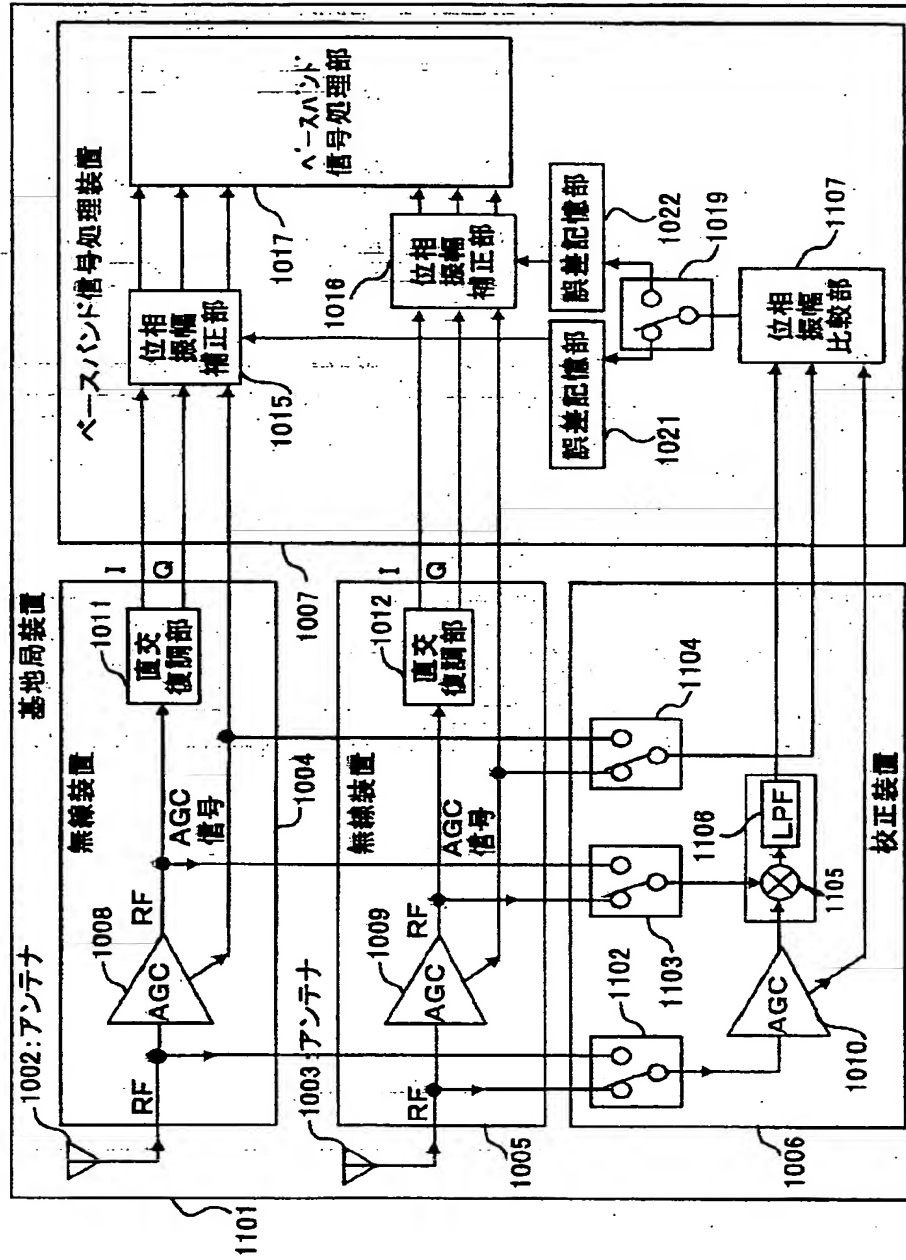 基地局装置
1101
1002:アンテナ
無線装置
1004
RF
1008
AGC
RF
AGC
信号
1011
直交
復調部
I
Q
1003:アンテナ
無線装置
1005
RF
1009
AGC
RF
AGC信号
1012
直交
復調部
I
Q
1006
校正装置
1102
1103
1104
1010
AGC
1105
1106
LPF
1007
ベースバンド信号処理装置
1015
位相
振幅
補正部
1016
位相
振幅
補正部
1017
ベースバンド
信号処理部
1021
誤差記憶部
1022
誤差記憶部
1019
1107
位相
振幅
比較部